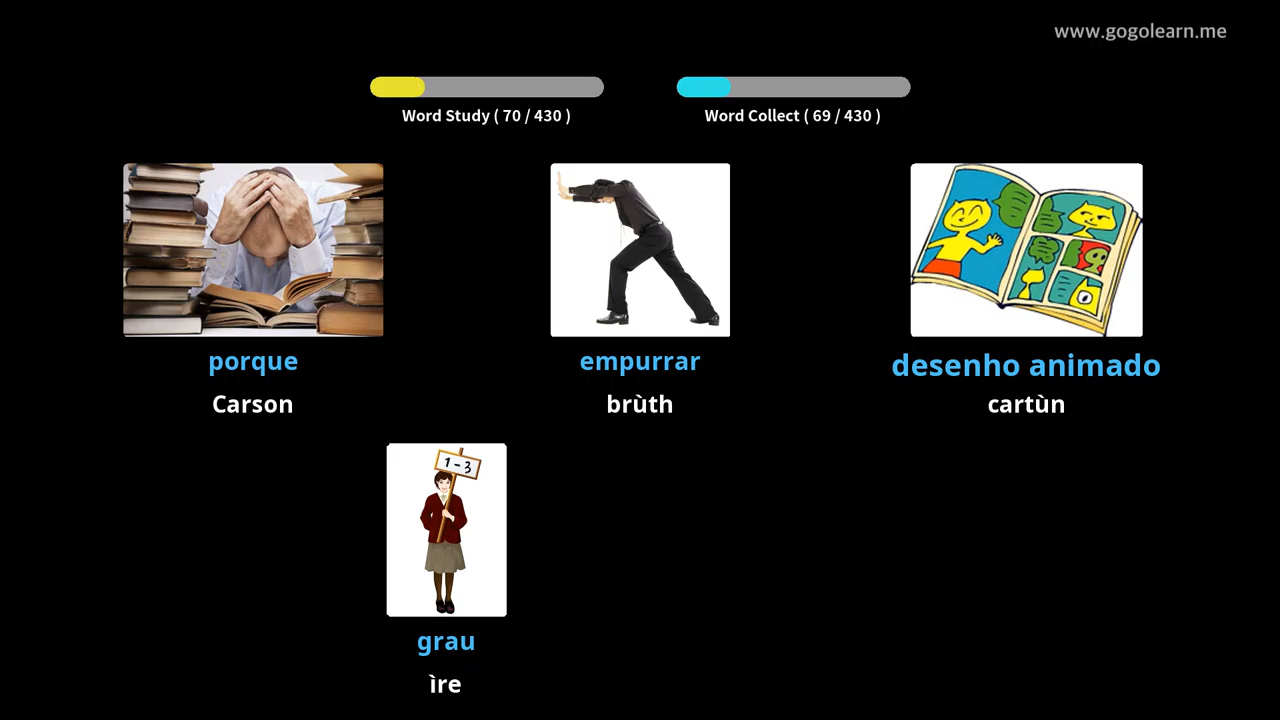 www.gogolearn.me
Word Study ( 70 / 430 )
Word Collect ( 69 / 430 )
porque
Carson
empurrar
brùth
desenho animado
cartùn
1 - 3
grau
ìre